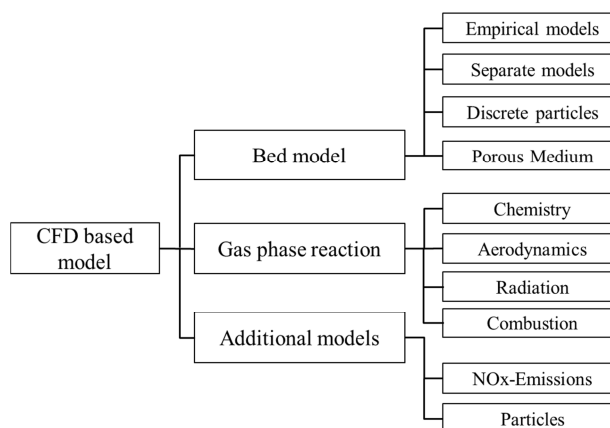 CFD based
model
Bed model
Empirical models
Separate models
Discrete particles
Porous Medium
Gas phase reaction
Chemistry
Aerodynamics
Radiation
Combustion
Additional models
NOx-Emissions
Particles